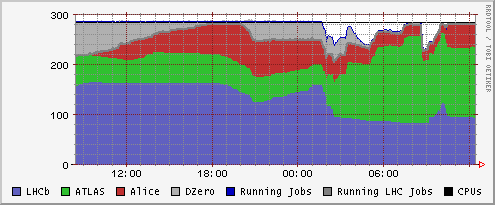 300
200
100
0
12:00 18:00 00:00 06:00
LHCb ATLAS Alice DZero Running Jobs Running LHC Jobs CPUs
RRDTOOL / TOBI OETIKER